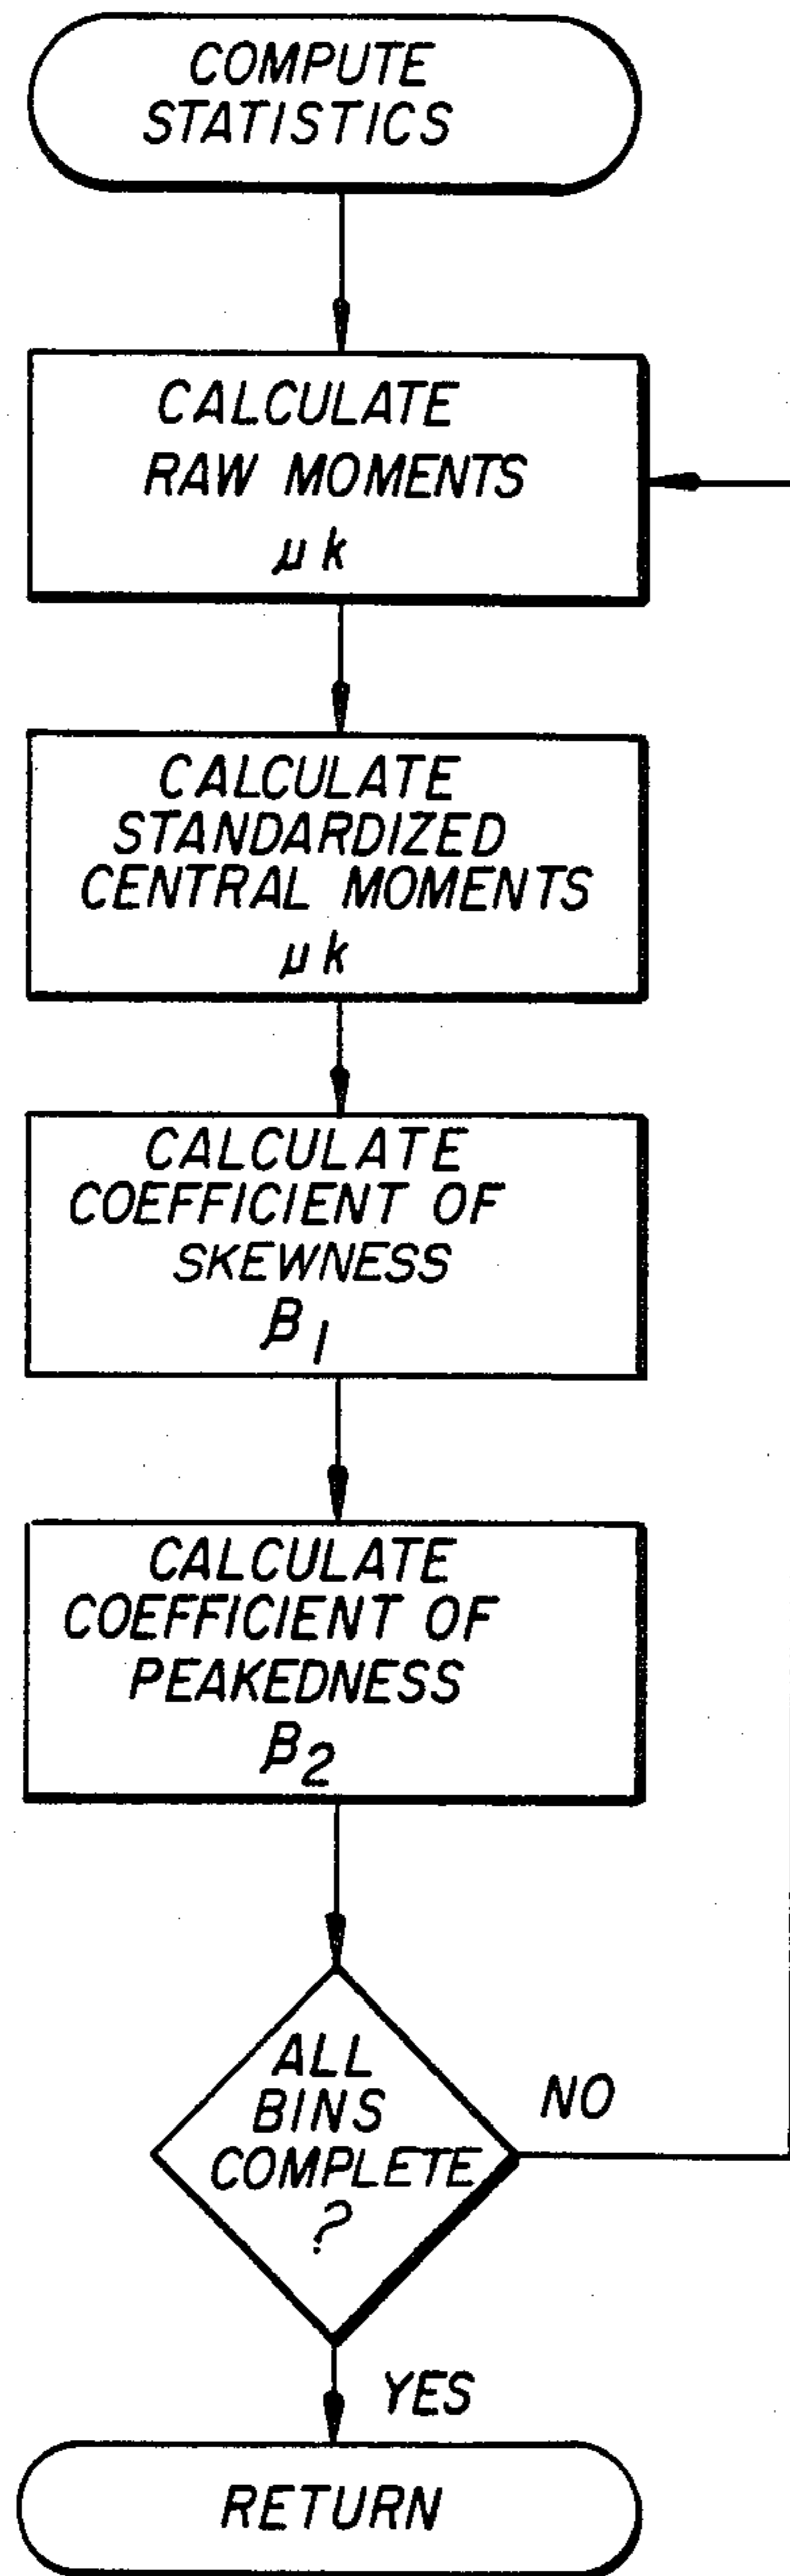 COMPUTE
STATISTICS
CALCULATE
RAW MOMENTS
μk
CALCULATE
STANDARDIZED
CENTRAL MOMENTS
μk
CALCULATE
COEFFICIENT OF
SKEWNESS
β1
CALCULATE
COEFFICIENT OF
PEAKEDNESS
β2
ALL
BINS
COMPLETE
?
NO
YES
RETURN